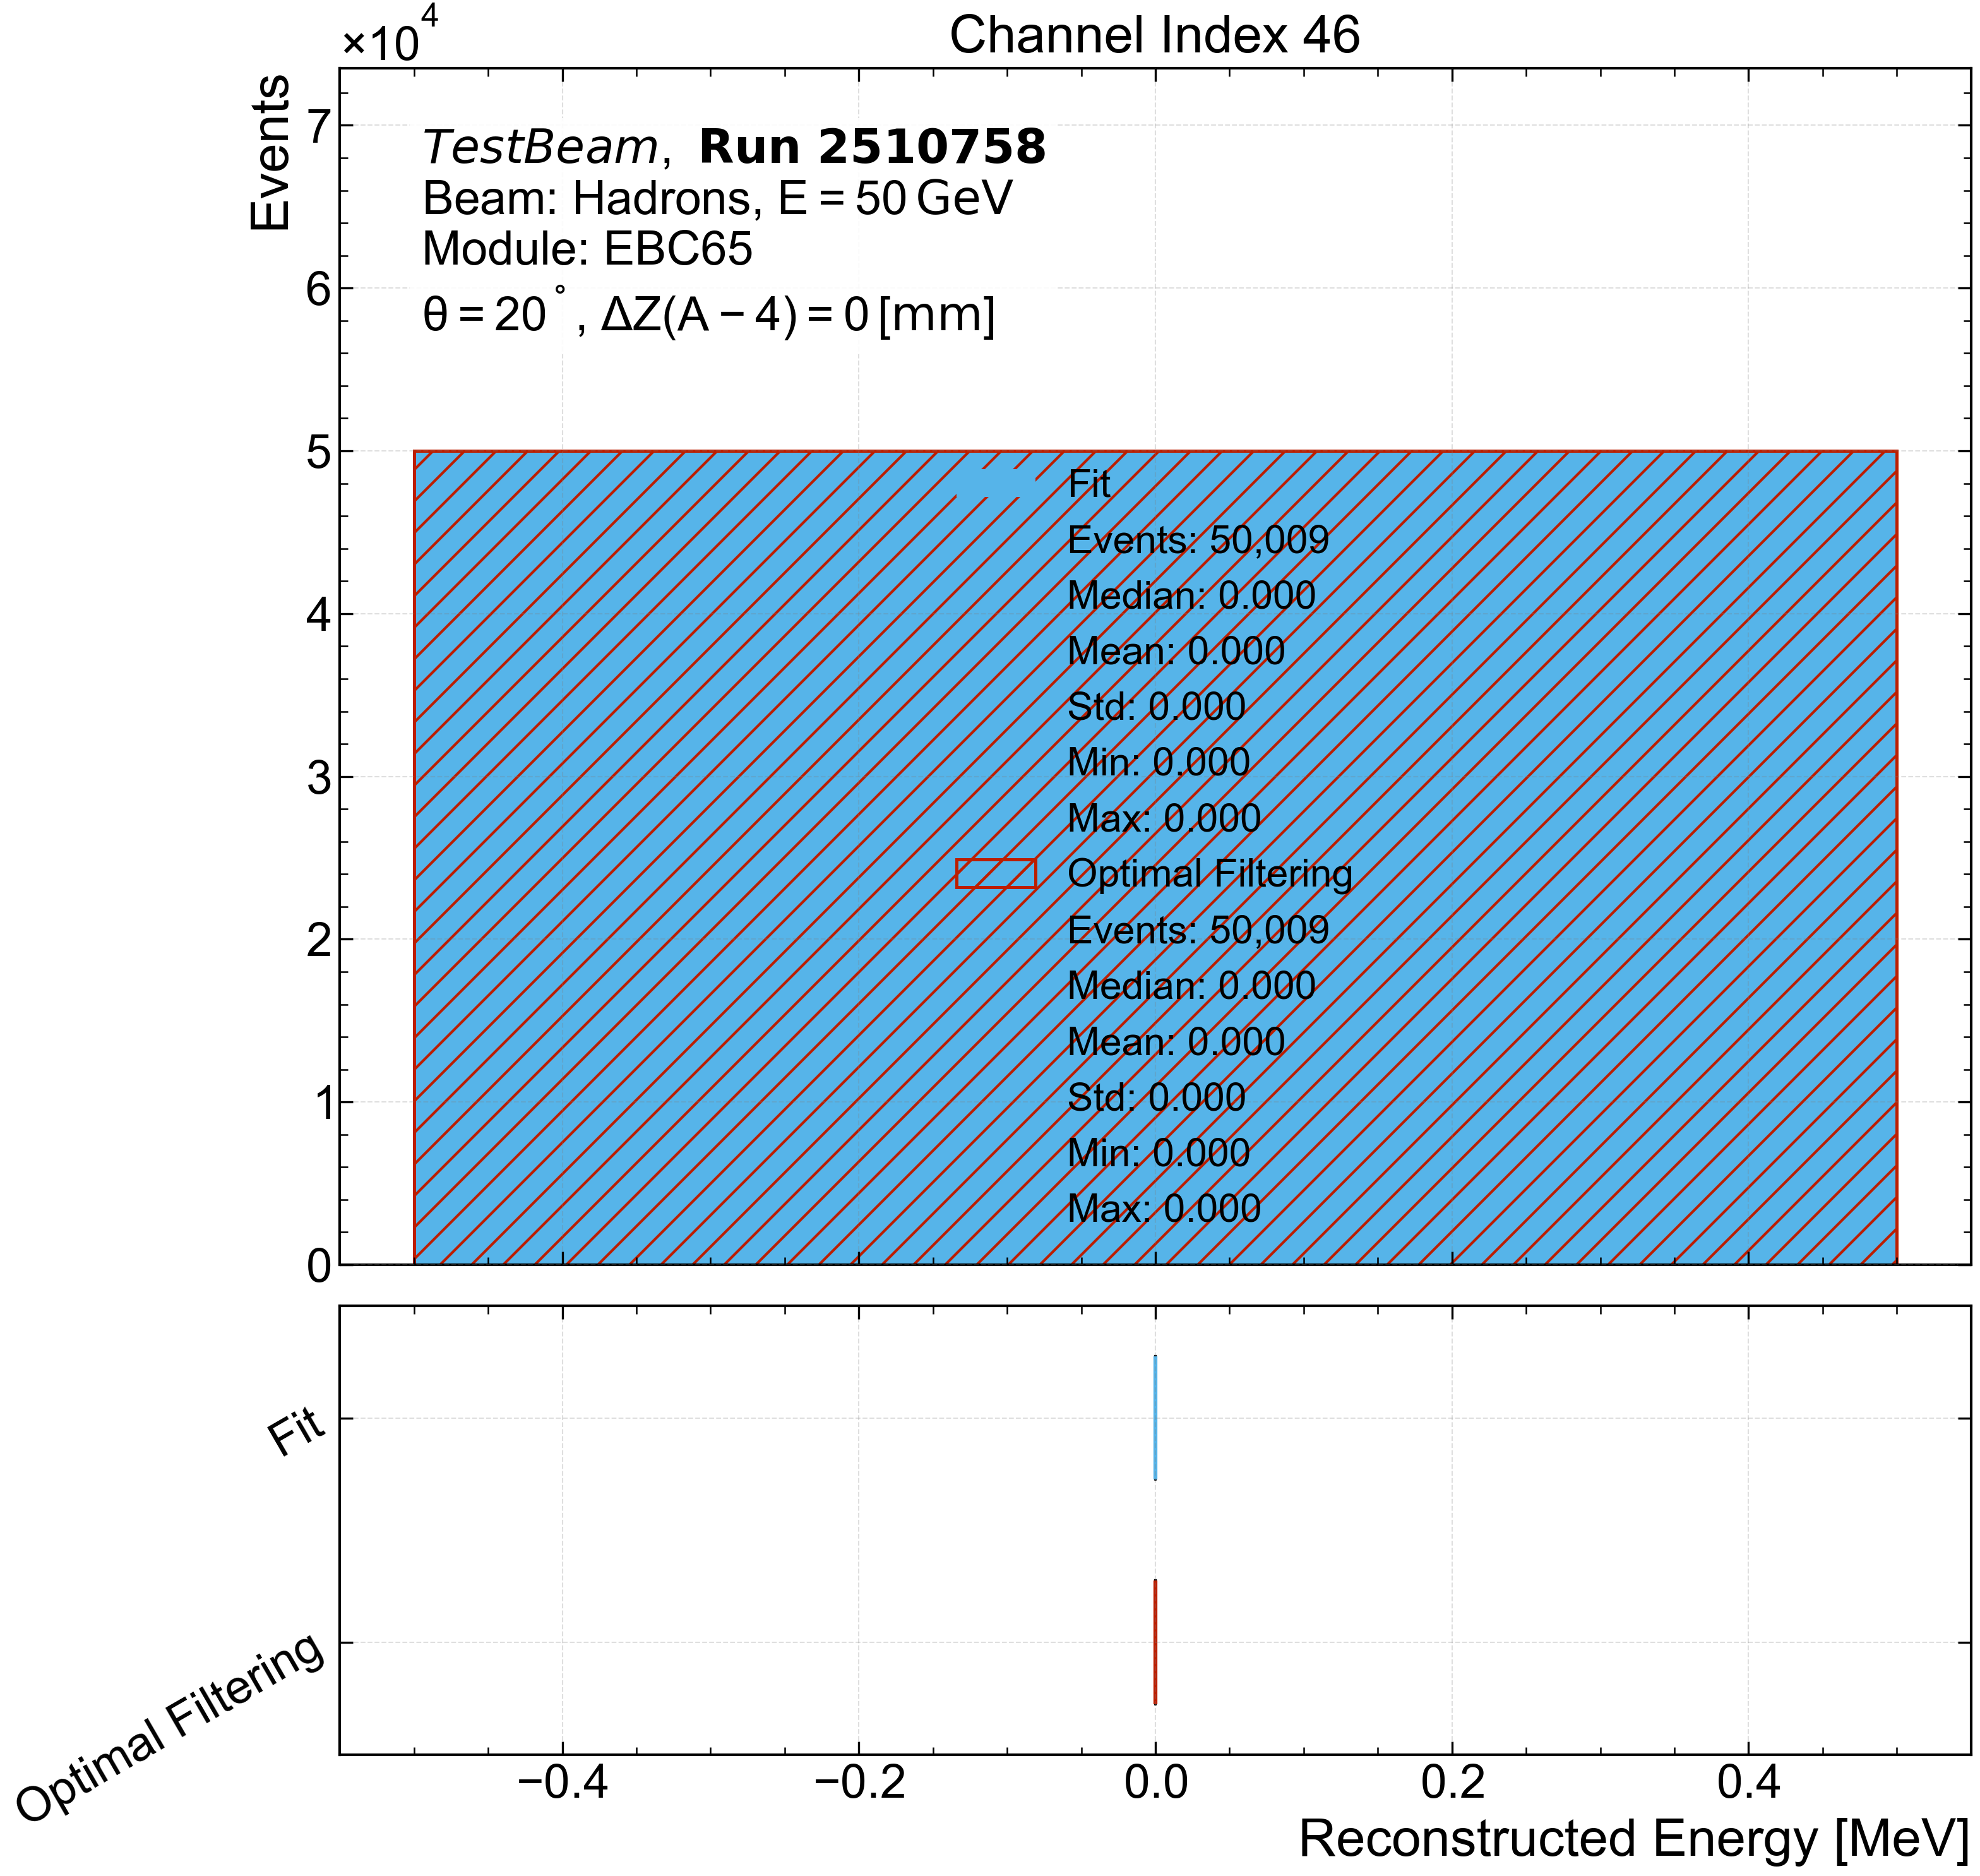 Channel Index 46
×10⁴
Events
7
6
5
4
3
2
1
0
TestBeam, Run 2510758
Beam: Hadrons, E = 50 GeV
Module: EBC65
θ = 20°, ΔZ(A − 4) = 0 [mm]
Fit
Events: 50,009
Median: 0.000
Mean: 0.000
Std: 0.000
Min: 0.000
Max: 0.000
Optimal Filtering
Events: 50,009
Median: 0.000
Mean: 0.000
Std: 0.000
Min: 0.000
Max: 0.000
Fit
Optimal Filtering
−0.4 −0.2 0.0 0.2 0.4
Reconstructed Energy [MeV]